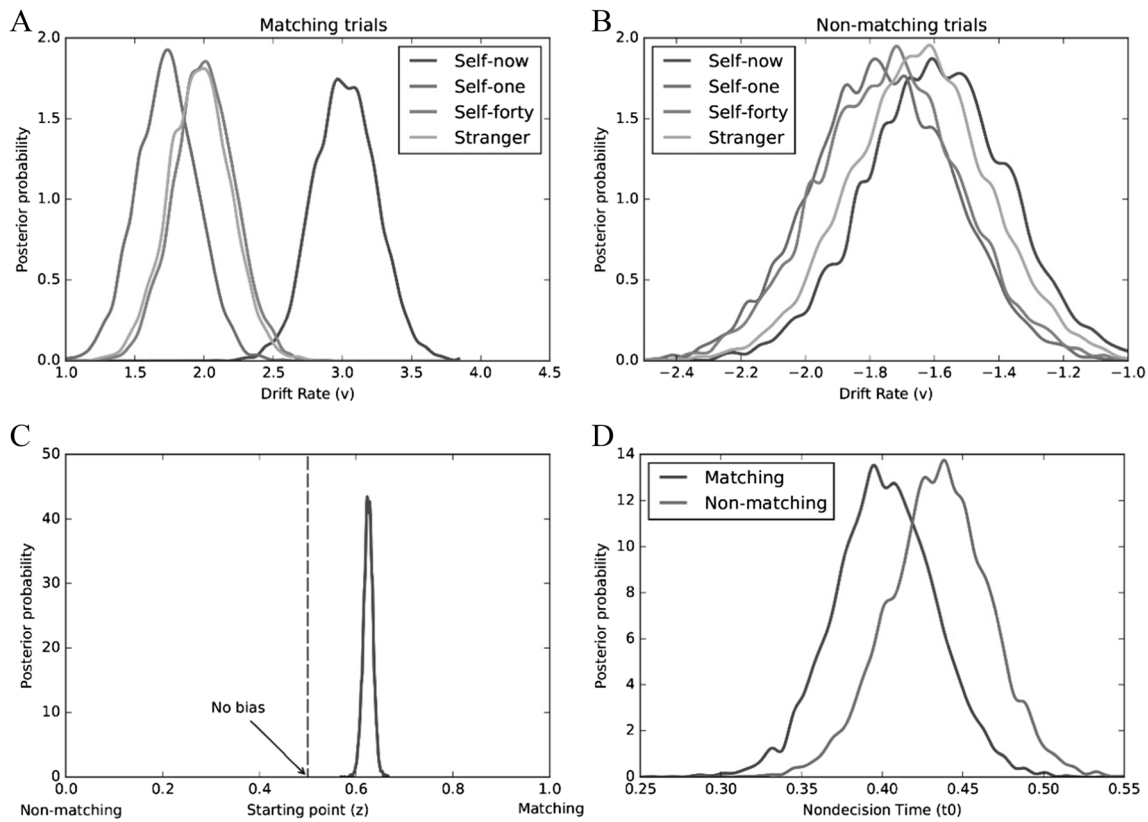 A
Matching trials
2.0
1.5
1.0
0.5
0.0
Posterior probability
Self-now
Self-one
Self-forty
Stranger
1.0 1.5 2.0 2.5 3.0 3.5 4.0 4.5
Drift Rate (v)
B
Non-matching trials
2.0
1.5
1.0
0.5
0.0
Posterior probability
Self-now
Self-one
Self-forty
Stranger
−2.4 −2.2 −2.0 −1.8 −1.6 −1.4 −1.2 −1.0
Drift Rate (v)
C
50
40
30
20
10
0
Posterior probability
No bias
0.0 0.2 0.4 0.6 0.8 1.0
Non-matching Starting point (z) Matching
D
14
12
10
8
6
4
2
0
Posterior probability
Matching
Non-matching
0.25 0.30 0.35 0.40 0.45 0.50 0.55
Nondecision Time (t0)